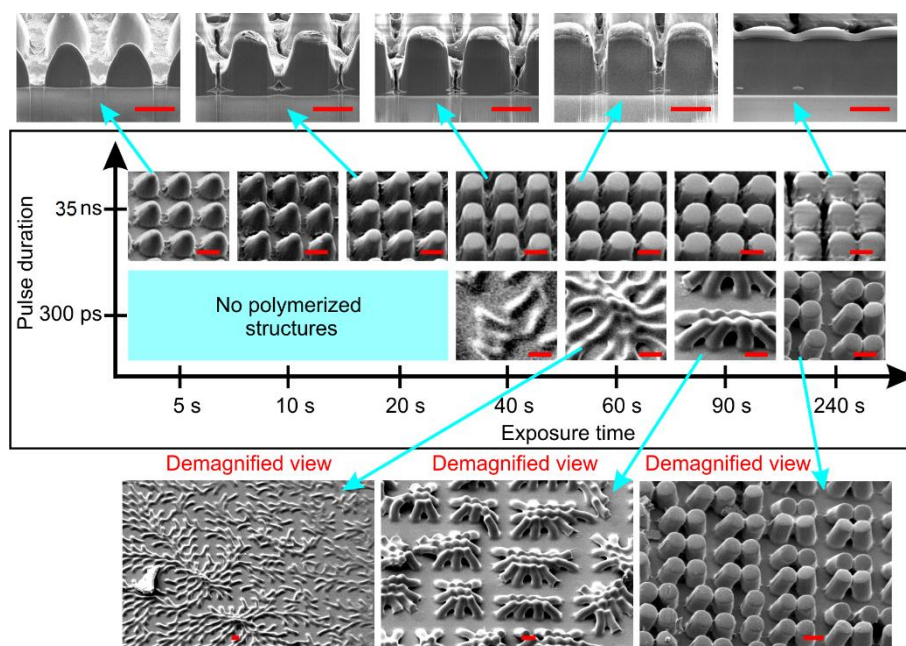 Pulse duration
35 ns
300 ps
No polymerized
structures
5 s
10 s
20 s
40 s
60 s
90 s
240 s
Exposure time
Demagnified view
Demagnified view
Demagnified view